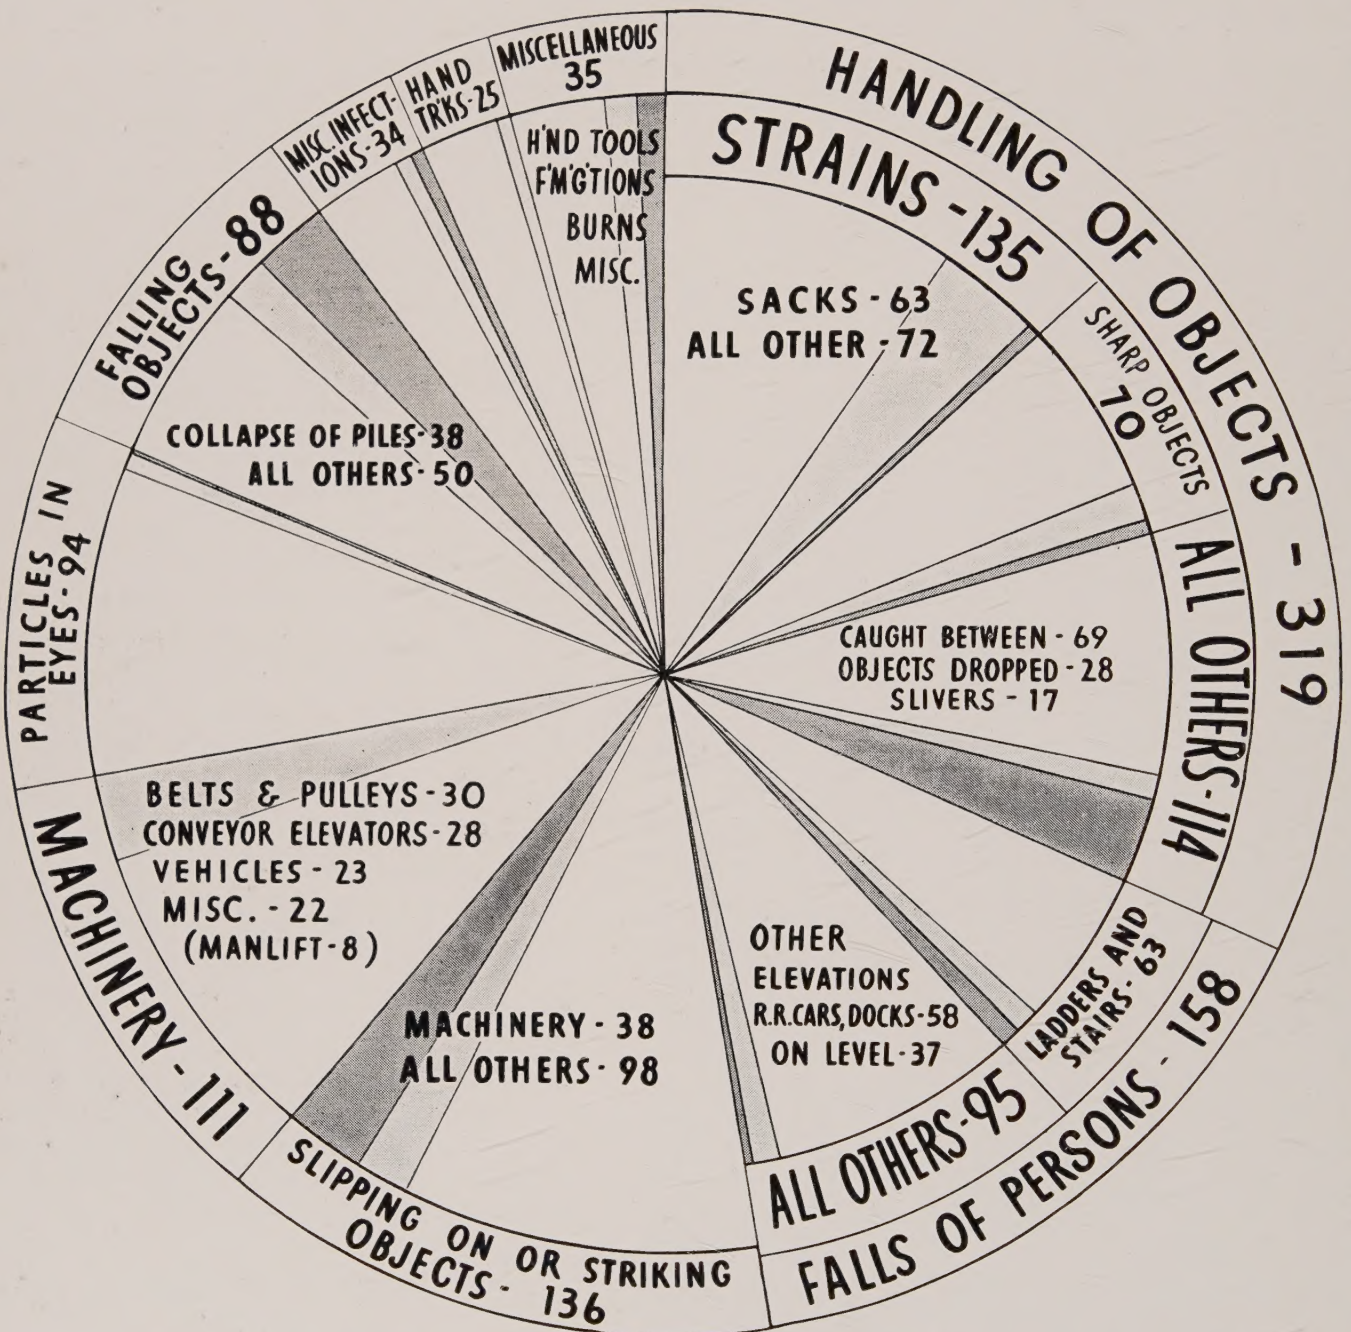 HANDLING OF OBJECTS - 319
STRAINS - 135
SACKS - 63
ALL OTHER - 72
SHARP OBJECTS
70
ALL OTHERS - 114
CAUGHT BETWEEN - 69
OBJECTS DROPPED - 28
SLIVERS - 17
FALLS OF PERSONS - 158
LADDERS AND
STAIRS - 63
ALL OTHERS - 95
OTHER
ELEVATIONS
R.R.CARS, DOCKS - 58
ON LEVEL - 37
SLIPPING ON OR STRIKING
OBJECTS - 136
MACHINERY - 38
ALL OTHERS - 98
MACHINERY - 111
BELTS & PULLEYS - 30
CONVEYOR ELEVATORS - 28
VEHICLES - 23
MISC. - 22
(MANLIFT - 8)
PARTICLES IN
EYES - 94
FALLING
OBJECTS - 88
COLLAPSE OF PILES - 38
ALL OTHERS - 50
MISC. INFECT-
IONS - 34
HAND
TR'KS - 25
MISCELLANEOUS
35
H'ND TOOLS
F'M'G'TIONS
BURNS
MISC.